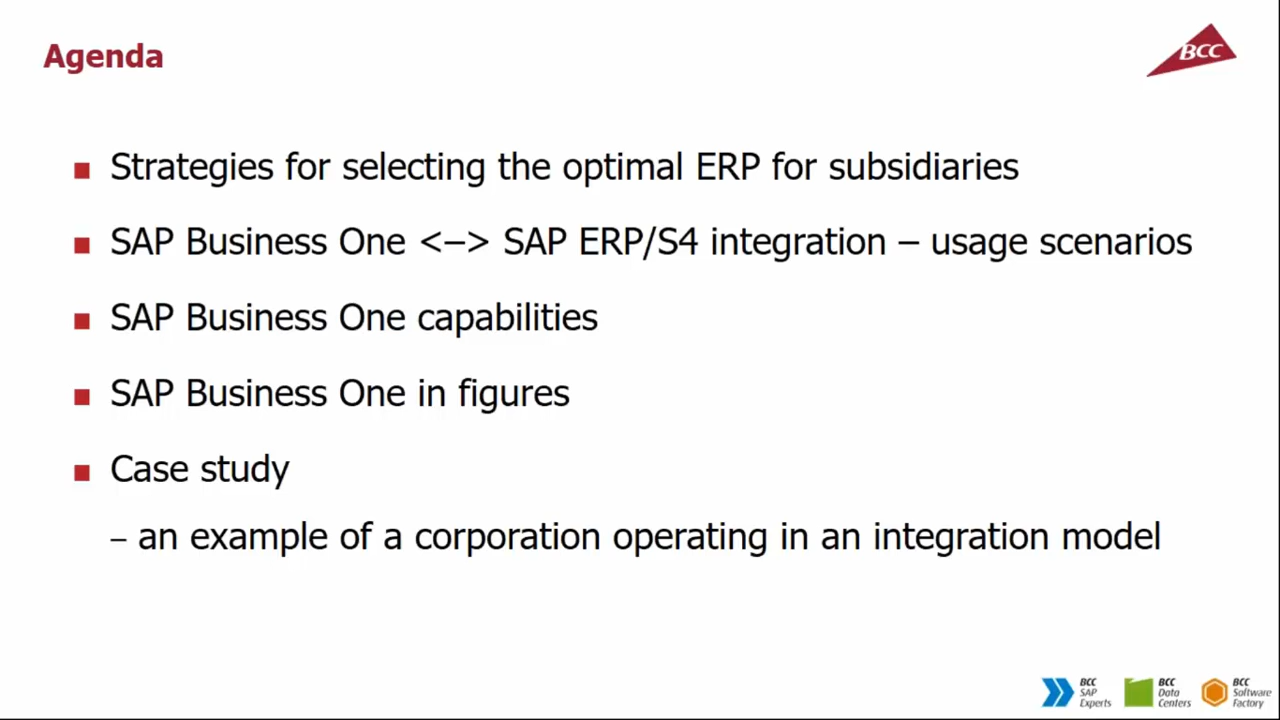 Agenda
BCC
■ Strategies for selecting the optimal ERP for subsidiaries
■ SAP Business One <–> SAP ERP/S4 integration – usage scenarios
■ SAP Business One capabilities
■ SAP Business One in figures
■ Case study
– an example of a corporation operating in an integration model
BCC
SAP
Experts
BCC
Data
Centers
BCC
Software
Factory